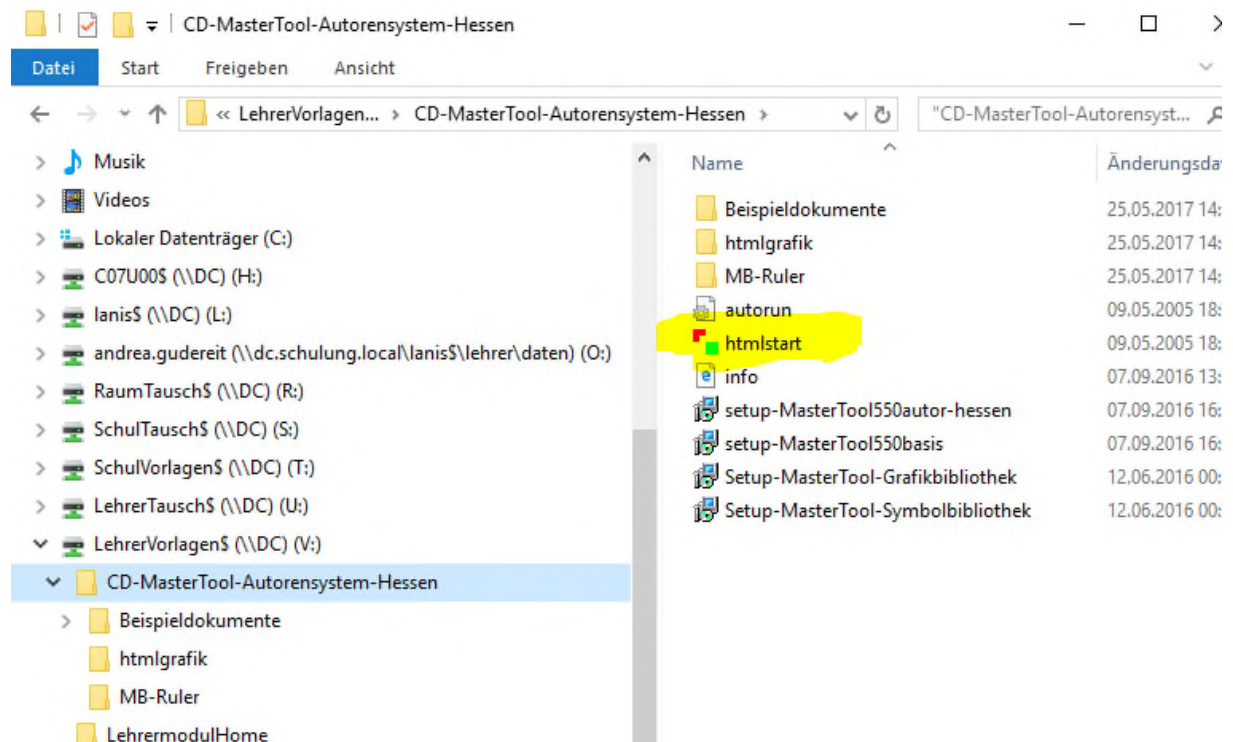 CD-MasterTool-Autorensystem-Hessen
Datei Start Freigeben Ansicht
« LehrerVorlagen... › CD-MasterTool-Autorensystem-Hessen › "CD-MasterTool-Autorensyst...
Musik
Videos
Lokaler Datenträger (C:)
C07U00$ (\\DC) (H:)
lanis$ (\\DC) (L:)
andrea.gudereit (\\dc.schulung.local\lanis$\lehrer\daten) (O:)
RaumTausch$ (\\DC) (R:)
SchulTausch$ (\\DC) (S:)
SchulVorlagen$ (\\DC) (T:)
LehrerTausch$ (\\DC) (U:)
LehrerVorlagen$ (\\DC) (V:)
CD-MasterTool-Autorensystem-Hessen
Beispieldokumente
htmlgrafik
MB-Ruler
LehrermodulHome
Name Änderungsda
Beispieldokumente 25.05.2017 14:
htmlgrafik 25.05.2017 14:
MB-Ruler 25.05.2017 14:
autorun 09.05.2005 18:
htmlstart 09.05.2005 18:
info 07.09.2016 13:
setup-MasterTool550autor-hessen 07.09.2016 16:
setup-MasterTool550basis 07.09.2016 16:
Setup-MasterTool-Grafikbibliothek 12.06.2016 00:
Setup-MasterTool-Symbolbibliothek 12.06.2016 00: